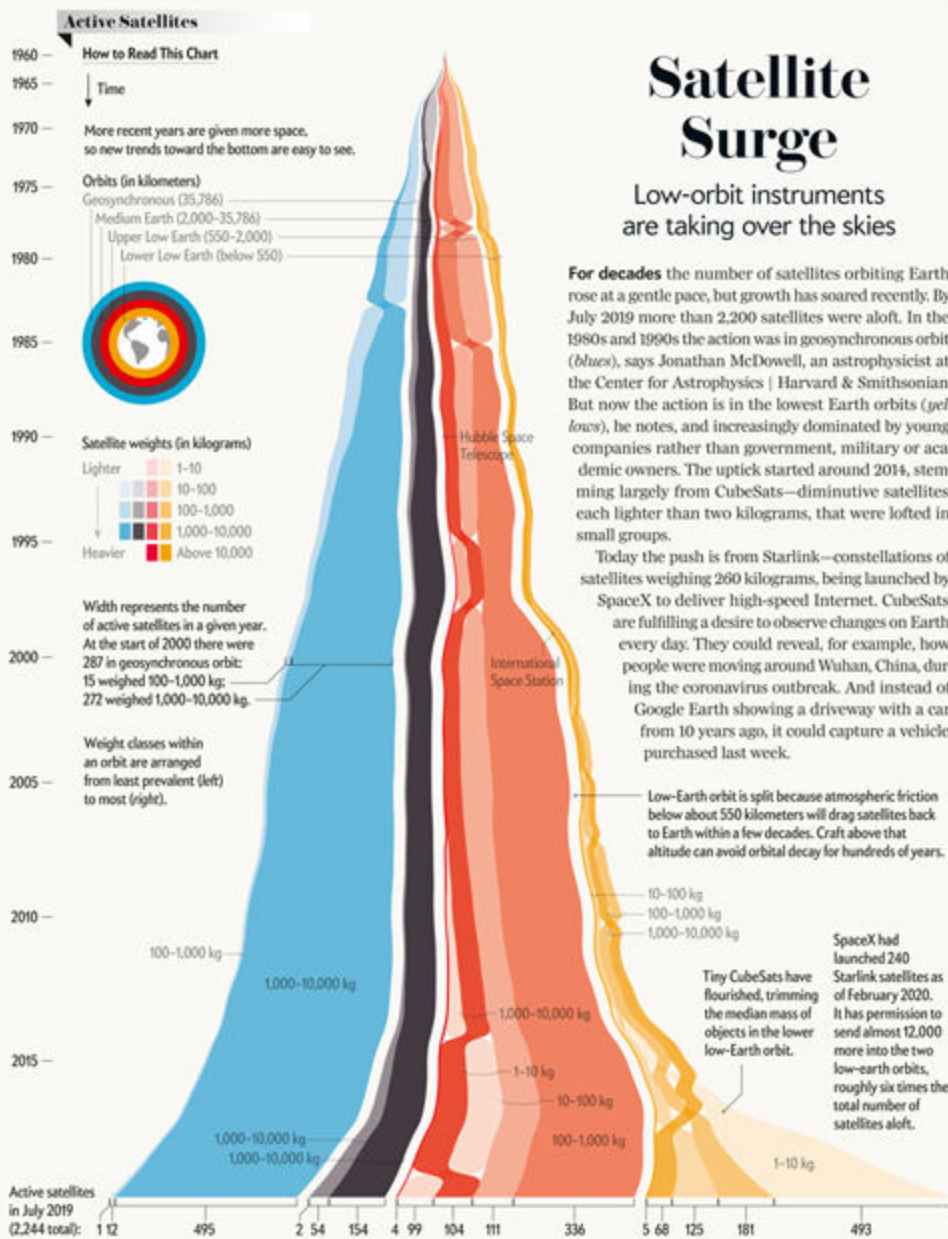 Active Satellites
How to Read This Chart
Time
More recent years are given more space,
so new trends toward the bottom are easy to see.
Orbits (in kilometers)
Geosynchronous (35,786)
Medium Earth (2,000–35,786)
Upper Low Earth (550–2,000)
Lower Low Earth (below 550)
Satellite weights (in kilograms)
Lighter
1–10
10–100
100–1,000
1,000–10,000
Heavier
Above 10,000
Width represents the number
of active satellites in a given year.
At the start of 2000 there were
287 in geosynchronous orbit:
15 weighed 100–1,000 kg;
272 weighed 1,000–10,000 kg.
Weight classes within
an orbit are arranged
from least prevalent (left)
to most (right).
1960
1965
1970
1975
1980
1985
1990
1995
2000
2005
2010
2015
Satellite
Surge
Low-orbit instruments
are taking over the skies
For decades the number of satellites orbiting Earth
rose at a gentle pace, but growth has soared recently. By
July 2019 more than 2,200 satellites were aloft. In the
1980s and 1990s the action was in geosynchronous orbit
(blues), says Jonathan McDowell, an astrophysicist at
the Center for Astrophysics | Harvard & Smithsonian
But now the action is in the lowest Earth orbits (yel
lows), he notes, and increasingly dominated by young
companies rather than government, military or aca
demic owners. The uptick started around 2014, stem
ming largely from CubeSats—diminutive satellites
each lighter than two kilograms, that were lofted in
small groups.
Today the push is from Starlink—constellations of
satellites weighing 260 kilograms, being launched by
SpaceX to deliver high-speed Internet. CubeSats
are fulfilling a desire to observe changes on Earth
every day. They could reveal, for example, how
people were moving around Wuhan, China, dur
ing the coronavirus outbreak. And instead of
Google Earth showing a driveway with a car
from 10 years ago, it could capture a vehicle
purchased last week.
Hubble Space
Telescope
International
Space Station
Low-Earth orbit is split because atmospheric friction
below about 550 kilometers will drag satellites back
to Earth within a few decades. Craft above that
altitude can avoid orbital decay for hundreds of years.
10–100 kg
100–1,000 kg
1,000–10,000 kg
Tiny CubeSats have
flourished, trimming
the median mass of
objects in the lower
low-Earth orbit.
SpaceX had
launched 240
Starlink satellites as
of February 2020.
It has permission to
send almost 12,000
more into the two
low-earth orbits,
roughly six times the
total number of
satellites aloft.
100–1,000 kg
1,000–10,000 kg
1,000–10,000 kg
1–10 kg
10–100 kg
100–1,000 kg
1,000–10,000 kg
1,000–10,000 kg
1–10 kg
Active satellites
in July 2019
(2,244 total): 1 12 495 2 54 154 4 99 104 111 336 5 68 125 181 493